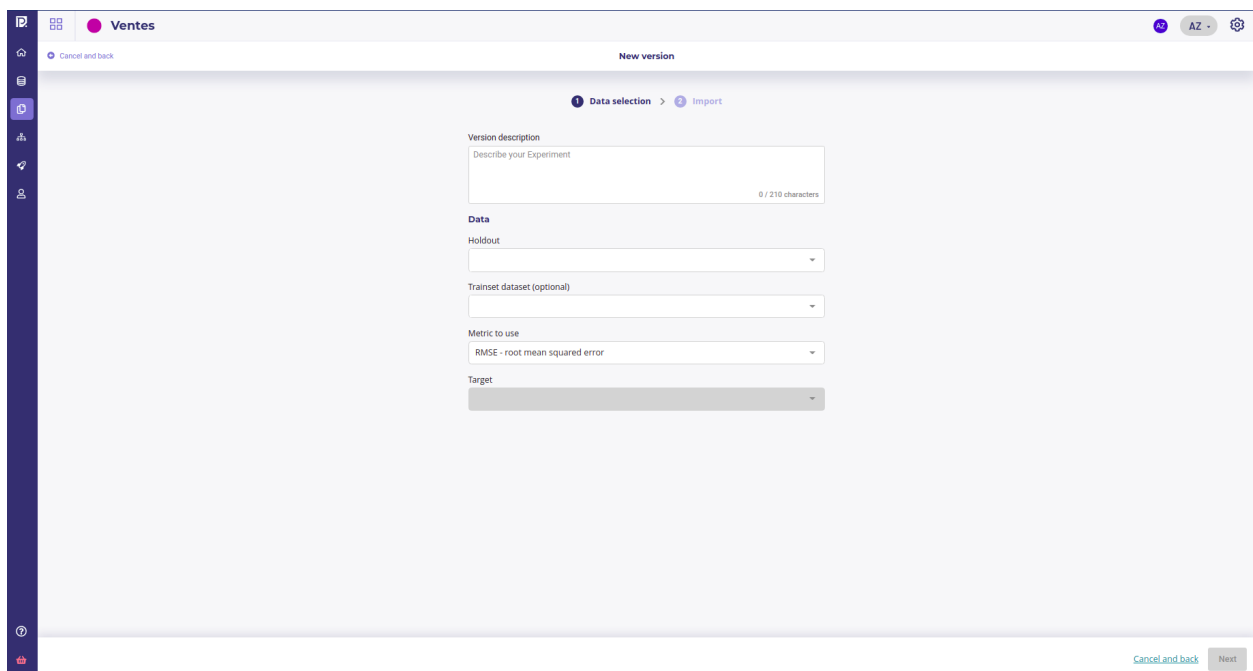 Ventes
AZ
AZ
Cancel and back
New version
1 Data selection > 2 Import
Version description
Describe your Experiment
0 / 210 characters
Data
Holdout
Trainset dataset (optional)
Metric to use
RMSE - root mean squared error
Target
Cancel and back
Next